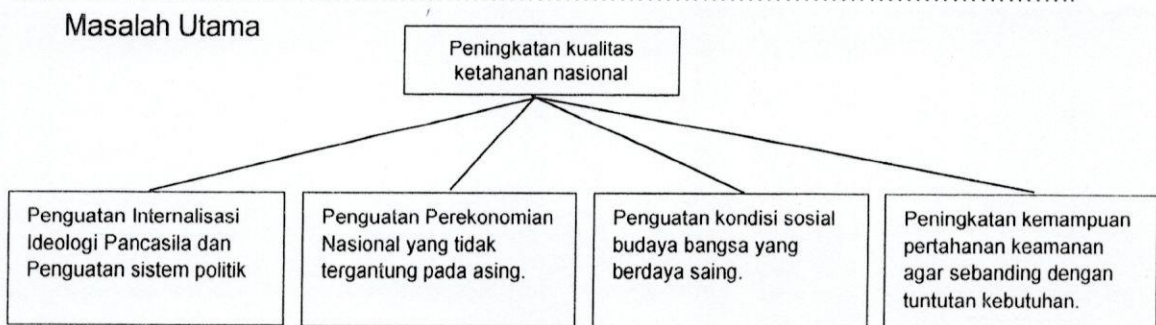 Masalah Utama
Peningkatan kualitas
ketahanan nasional
Penguatan Internalisasi
Ideologi Pancasila dan
Penguatan sistem politik
Penguatan Perekonomian
Nasional yang tidak
tergantung pada asing.
Penguatan kondisi sosial
budaya bangsa yang
berdaya saing.
Peningkatan kemampuan
pertahanan keamanan
agar sebanding dengan
tuntutan kebutuhan.